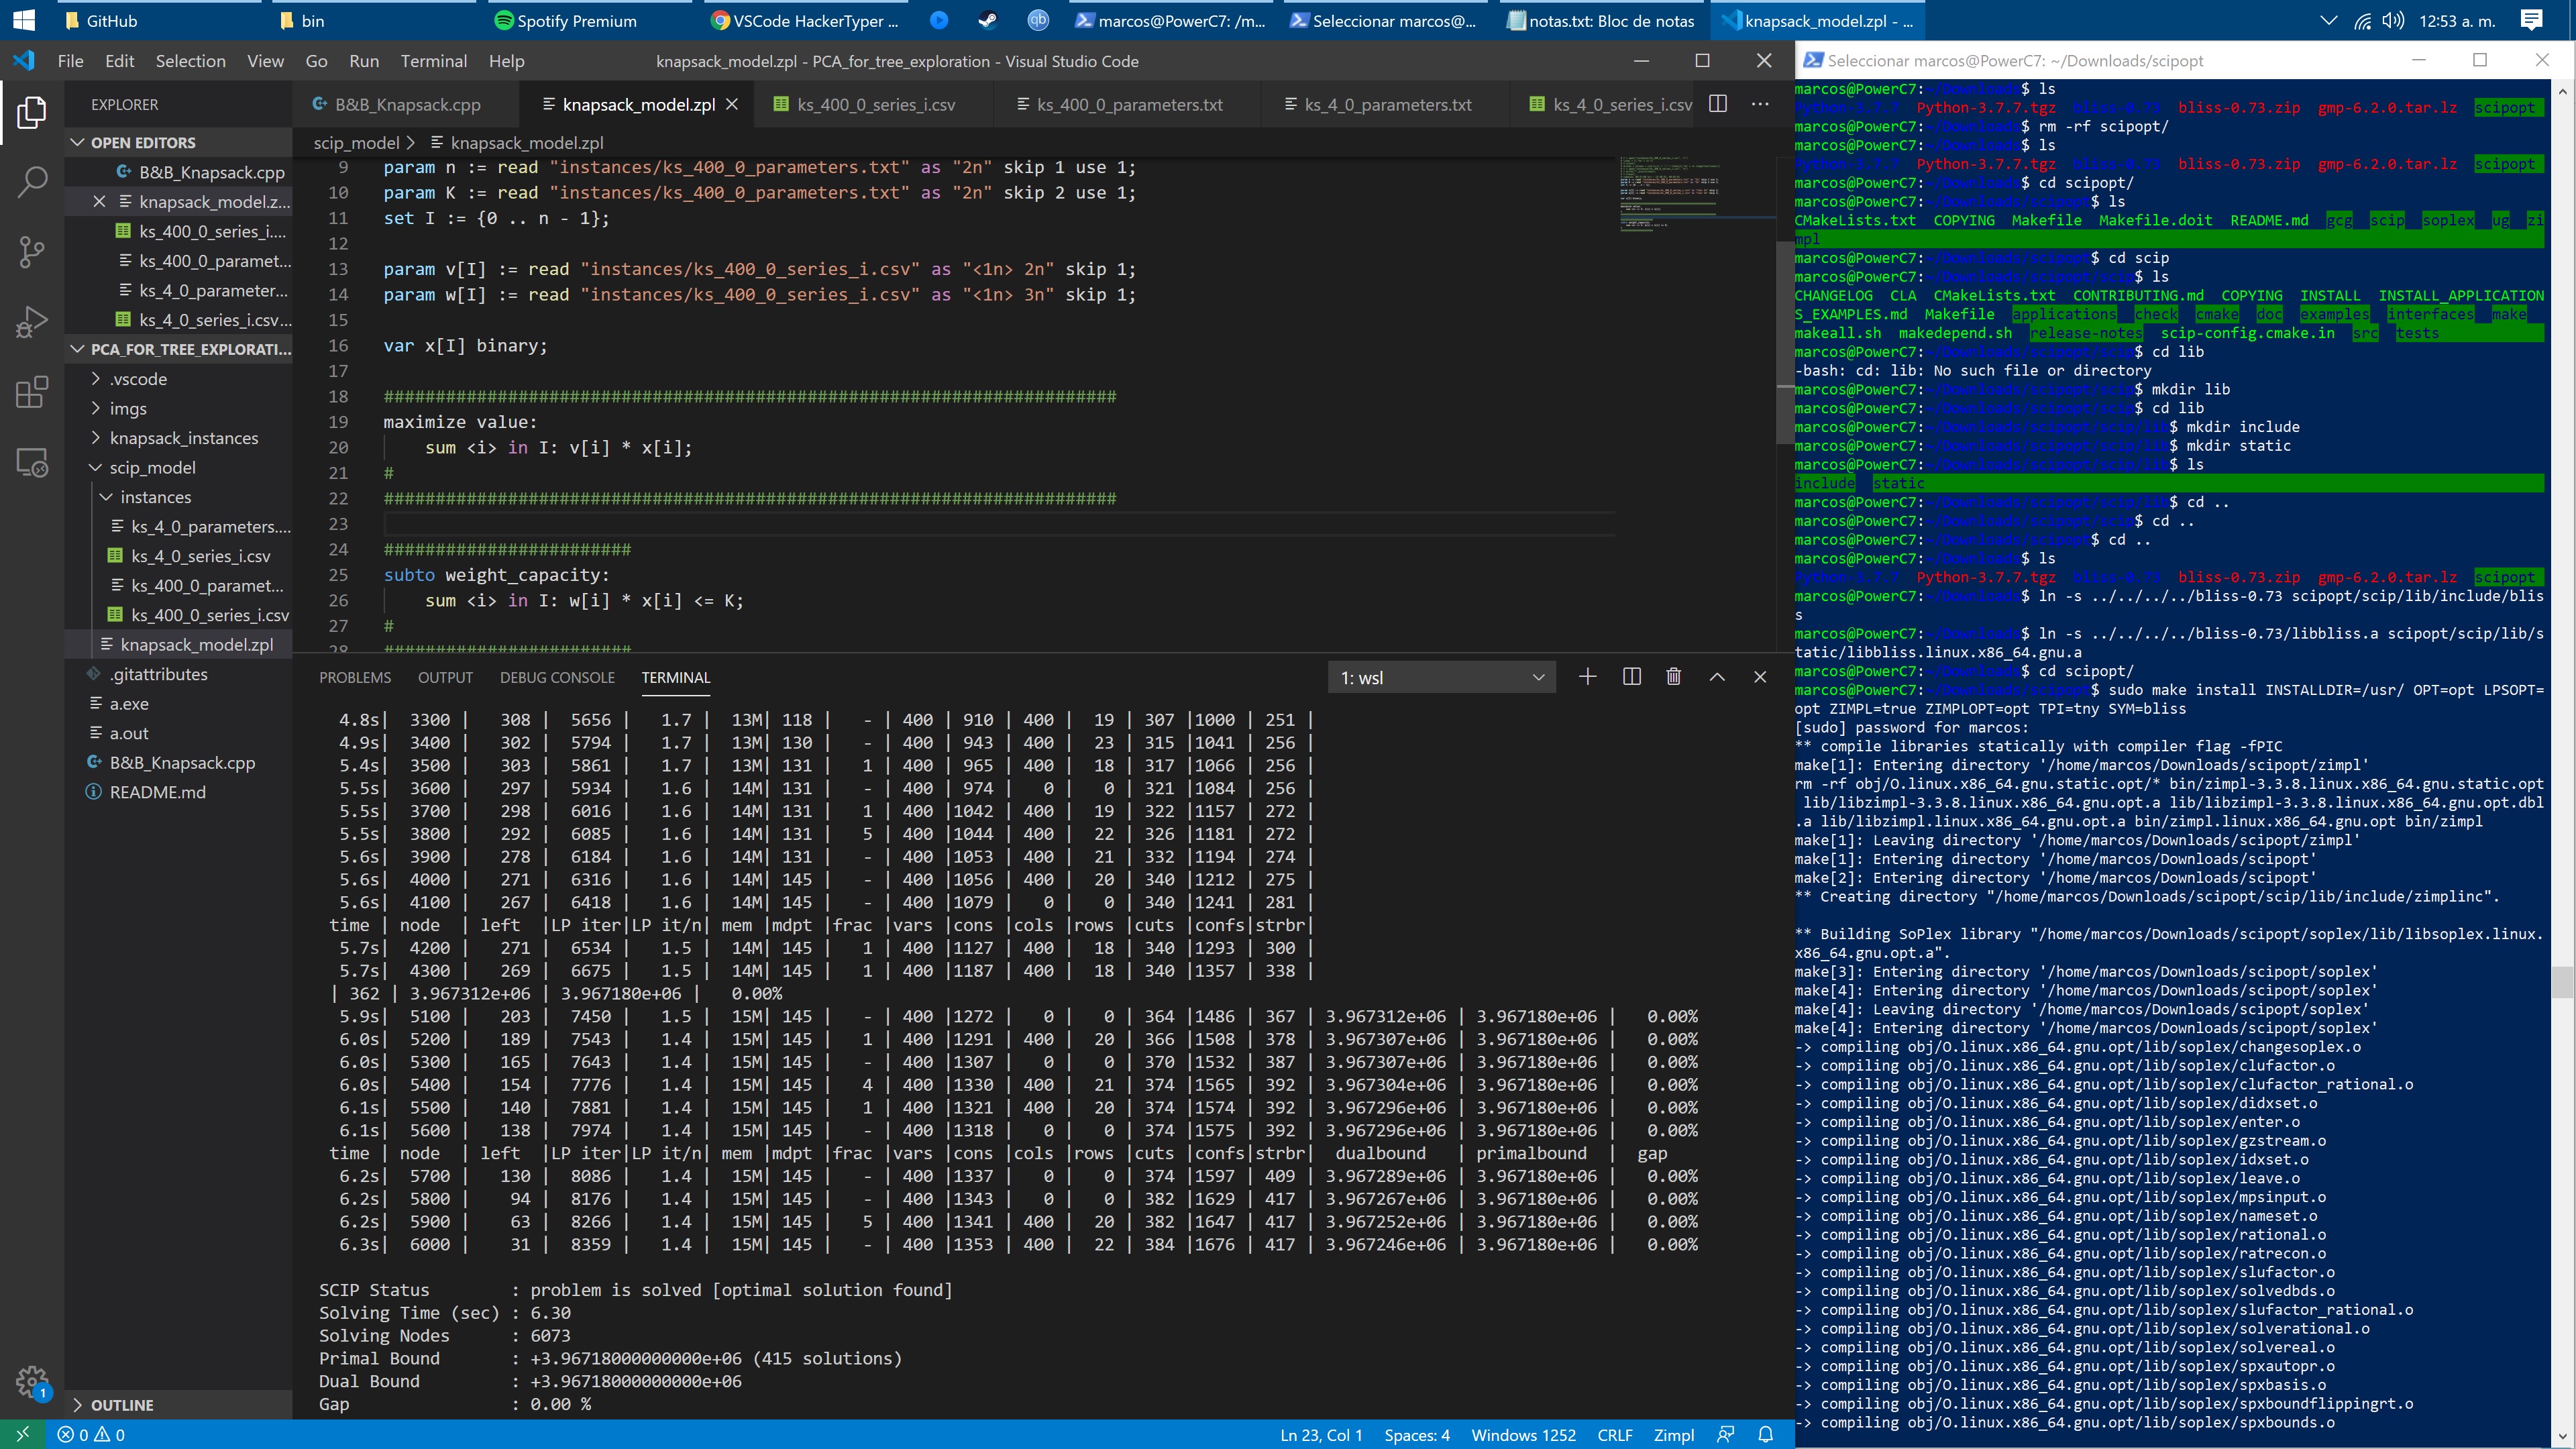 GitHub
bin
Spotify Premium
VSCode HackerTyper ...
marcos@PowerC7: /m...
Seleccionar marcos@...
notas.txt: Bloc de notas
knapsack_model.zpl - ...
12:53 a. m.
File Edit Selection View Go Run Terminal Help
knapsack_model.zpl - PCA_for_tree_exploration - Visual Studio Code
EXPLORER
OPEN EDITORS
B&B_Knapsack.cpp
knapsack_model.z...
ks_400_0_series_i....
ks_400_0_paramet...
ks_4_0_parameter...
ks_4_0_series_i.csv...
PCA_FOR_TREE_EXPLORATI...
.vscode
imgs
knapsack_instances
scip_model
instances
ks_4_0_parameters....
ks_4_0_series_i.csv
ks_400_0_paramet...
ks_400_0_series_i.csv
knapsack_model.zpl
.gitattributes
a.exe
a.out
B&B_Knapsack.cpp
README.md
OUTLINE
1
B&B_Knapsack.cpp
knapsack_model.zpl
ks_400_0_series_i.csv
ks_400_0_parameters.txt
ks_4_0_parameters.txt
ks_4_0_series_i.csv
scip_model > knapsack_model.zpl
9 param n := read "instances/ks_400_0_parameters.txt" as "2n" skip 1 use 1;
10 param K := read "instances/ks_400_0_parameters.txt" as "2n" skip 2 use 1;
11 set I := {0 .. n - 1};
12
13 param v[I] := read "instances/ks_400_0_series_i.csv" as "<1n> 2n" skip 1;
14 param w[I] := read "instances/ks_400_0_series_i.csv" as "<1n> 3n" skip 1;
15
16 var x[I] binary;
17
18 #######################################################################
19 maximize value:
20 sum <i> in I: v[i] * x[i];
21 #
22 #######################################################################
23
24 ########################
25 subto weight_capacity:
26 sum <i> in I: w[i] * x[i] <= K;
27 #
28 ########################
PROBLEMS OUTPUT DEBUG CONSOLE TERMINAL
1: wsl
4.8s| 3300 | 308 | 5656 | 1.7 | 13M| 118 | - | 400 | 910 | 400 | 19 | 307 |1000 | 251 |
4.9s| 3400 | 302 | 5794 | 1.7 | 13M| 130 | - | 400 | 943 | 400 | 23 | 315 |1041 | 256 |
5.4s| 3500 | 303 | 5861 | 1.7 | 13M| 131 | 1 | 400 | 965 | 400 | 18 | 317 |1066 | 256 |
5.5s| 3600 | 297 | 5934 | 1.6 | 14M| 131 | - | 400 | 974 | 0 | 0 | 321 |1084 | 256 |
5.5s| 3700 | 298 | 6016 | 1.6 | 14M| 131 | 1 | 400 |1042 | 400 | 19 | 322 |1157 | 272 |
5.5s| 3800 | 292 | 6085 | 1.6 | 14M| 131 | 5 | 400 |1044 | 400 | 22 | 326 |1181 | 272 |
5.6s| 3900 | 278 | 6184 | 1.6 | 14M| 131 | - | 400 |1053 | 400 | 21 | 332 |1194 | 274 |
5.6s| 4000 | 271 | 6316 | 1.6 | 14M| 145 | - | 400 |1056 | 400 | 20 | 340 |1212 | 275 |
5.6s| 4100 | 267 | 6418 | 1.6 | 14M| 145 | - | 400 |1079 | 0 | 0 | 340 |1241 | 281 |
time | node | left |LP iter|LP it/n| mem |mdpt |frac |vars |cons |cols |rows |cuts |confs|strbr|
5.7s| 4200 | 271 | 6534 | 1.5 | 14M| 145 | 1 | 400 |1127 | 400 | 18 | 340 |1293 | 300 |
5.7s| 4300 | 269 | 6675 | 1.5 | 14M| 145 | 1 | 400 |1187 | 400 | 18 | 340 |1357 | 338 |
| 362 | 3.967312e+06 | 3.967180e+06 | 0.00%
5.9s| 5100 | 203 | 7450 | 1.5 | 15M| 145 | - | 400 |1272 | 0 | 0 | 364 |1486 | 367 | 3.967312e+06 | 3.967180e+06 | 0.00%
6.0s| 5200 | 189 | 7543 | 1.4 | 15M| 145 | 1 | 400 |1291 | 400 | 20 | 366 |1508 | 378 | 3.967307e+06 | 3.967180e+06 | 0.00%
6.0s| 5300 | 165 | 7643 | 1.4 | 15M| 145 | - | 400 |1307 | 0 | 0 | 370 |1532 | 387 | 3.967307e+06 | 3.967180e+06 | 0.00%
6.0s| 5400 | 154 | 7776 | 1.4 | 15M| 145 | 4 | 400 |1330 | 400 | 21 | 374 |1565 | 392 | 3.967304e+06 | 3.967180e+06 | 0.00%
6.1s| 5500 | 140 | 7881 | 1.4 | 15M| 145 | 1 | 400 |1321 | 400 | 20 | 374 |1574 | 392 | 3.967296e+06 | 3.967180e+06 | 0.00%
6.1s| 5600 | 138 | 7974 | 1.4 | 15M| 145 | - | 400 |1318 | 0 | 0 | 374 |1575 | 392 | 3.967296e+06 | 3.967180e+06 | 0.00%
time | node | left |LP iter|LP it/n| mem |mdpt |frac |vars |cons |cols |rows |cuts |confs|strbr| dualbound | primalbound | gap
6.2s| 5700 | 130 | 8086 | 1.4 | 15M| 145 | - | 400 |1337 | 0 | 0 | 374 |1597 | 409 | 3.967289e+06 | 3.967180e+06 | 0.00%
6.2s| 5800 | 94 | 8176 | 1.4 | 15M| 145 | - | 400 |1343 | 0 | 0 | 382 |1629 | 417 | 3.967267e+06 | 3.967180e+06 | 0.00%
6.2s| 5900 | 63 | 8266 | 1.4 | 15M| 145 | 5 | 400 |1341 | 400 | 20 | 382 |1647 | 417 | 3.967252e+06 | 3.967180e+06 | 0.00%
6.3s| 6000 | 31 | 8359 | 1.4 | 15M| 145 | - | 400 |1353 | 400 | 22 | 384 |1676 | 417 | 3.967246e+06 | 3.967180e+06 | 0.00%
SCIP Status : problem is solved [optimal solution found]
Solving Time (sec) : 6.30
Solving Nodes : 6073
Primal Bound : +3.96718000000000e+06 (415 solutions)
Dual Bound : +3.96718000000000e+06
Gap : 0.00 %
0 0
Ln 23, Col 1 Spaces: 4 Windows 1252 CRLF Zimpl
Seleccionar marcos@PowerC7: ~/Downloads/scipopt
marcos@PowerC7:~/Downloads$ ls
Python-3.7.7 Python-3.7.7.tgz bliss-0.73 bliss-0.73.zip gmp-6.2.0.tar.lz scipopt
marcos@PowerC7:~/Downloads$ rm -rf scipopt/
marcos@PowerC7:~/Downloads$ ls
Python-3.7.7 Python-3.7.7.tgz bliss-0.73 bliss-0.73.zip gmp-6.2.0.tar.lz scipopt
marcos@PowerC7:~/Downloads$ cd scipopt/
marcos@PowerC7:~/Downloads/scipopt$ ls
CMakeLists.txt COPYING Makefile Makefile.doit README.md gcg scip soplex ug zi
mpl
marcos@PowerC7:~/Downloads/scipopt$ cd scip
marcos@PowerC7:~/Downloads/scipopt/scip$ ls
CHANGELOG CLA CMakeLists.txt CONTRIBUTING.md COPYING INSTALL INSTALL_APPLICATION
S_EXAMPLES.md Makefile applications check cmake doc examples interfaces make
makeall.sh makedepend.sh release-notes scip-config.cmake.in src tests
marcos@PowerC7:~/Downloads/scipopt/scip$ cd lib
-bash: cd: lib: No such file or directory
marcos@PowerC7:~/Downloads/scipopt/scip$ mkdir lib
marcos@PowerC7:~/Downloads/scipopt/scip$ cd lib
marcos@PowerC7:~/Downloads/scipopt/scip/lib$ mkdir include
marcos@PowerC7:~/Downloads/scipopt/scip/lib$ mkdir static
marcos@PowerC7:~/Downloads/scipopt/scip/lib$ ls
include static
marcos@PowerC7:~/Downloads/scipopt/scip/lib$ cd ..
marcos@PowerC7:~/Downloads/scipopt/scip$ cd ..
marcos@PowerC7:~/Downloads/scipopt$ cd ..
marcos@PowerC7:~/Downloads$ ls
Python-3.7.7 Python-3.7.7.tgz bliss-0.73 bliss-0.73.zip gmp-6.2.0.tar.lz scipopt
marcos@PowerC7:~/Downloads$ ln -s ../../../../bliss-0.73 scipopt/scip/lib/include/blis
s
marcos@PowerC7:~/Downloads$ ln -s ../../../../bliss-0.73/libbliss.a scipopt/scip/lib/s
tatic/libbliss.linux.x86_64.gnu.a
marcos@PowerC7:~/Downloads$ cd scipopt/
marcos@PowerC7:~/Downloads/scipopt$ sudo make install INSTALLDIR=/usr/ OPT=opt LPSOPT=
opt ZIMPL=true ZIMPLOPT=opt TPI=tny SYM=bliss
[sudo] password for marcos:
** compile libraries statically with compiler flag -fPIC
make[1]: Entering directory '/home/marcos/Downloads/scipopt/zimpl'
rm -rf obj/O.linux.x86_64.gnu.static.opt/* bin/zimpl-3.3.8.linux.x86_64.gnu.static.opt
lib/libzimpl-3.3.8.linux.x86_64.gnu.opt.a lib/libzimpl-3.3.8.linux.x86_64.gnu.opt.dbl
.a lib/libzimpl.linux.x86_64.gnu.opt.a bin/zimpl.linux.x86_64.gnu.opt bin/zimpl
make[1]: Leaving directory '/home/marcos/Downloads/scipopt/zimpl'
make[1]: Entering directory '/home/marcos/Downloads/scipopt'
make[2]: Entering directory '/home/marcos/Downloads/scipopt'
** Creating directory "/home/marcos/Downloads/scipopt/scip/lib/include/zimplinc".
** Building SoPlex library "/home/marcos/Downloads/scipopt/soplex/lib/libsoplex.linux.
x86_64.gnu.opt.a".
make[3]: Entering directory '/home/marcos/Downloads/scipopt/soplex'
make[4]: Entering directory '/home/marcos/Downloads/scipopt/soplex'
make[4]: Leaving directory '/home/marcos/Downloads/scipopt/soplex'
make[4]: Entering directory '/home/marcos/Downloads/scipopt/soplex'
-> compiling obj/O.linux.x86_64.gnu.opt/lib/soplex/changesoplex.o
-> compiling obj/O.linux.x86_64.gnu.opt/lib/soplex/clufactor.o
-> compiling obj/O.linux.x86_64.gnu.opt/lib/soplex/clufactor_rational.o
-> compiling obj/O.linux.x86_64.gnu.opt/lib/soplex/didxset.o
-> compiling obj/O.linux.x86_64.gnu.opt/lib/soplex/enter.o
-> compiling obj/O.linux.x86_64.gnu.opt/lib/soplex/gzstream.o
-> compiling obj/O.linux.x86_64.gnu.opt/lib/soplex/idxset.o
-> compiling obj/O.linux.x86_64.gnu.opt/lib/soplex/leave.o
-> compiling obj/O.linux.x86_64.gnu.opt/lib/soplex/mpsinput.o
-> compiling obj/O.linux.x86_64.gnu.opt/lib/soplex/nameset.o
-> compiling obj/O.linux.x86_64.gnu.opt/lib/soplex/rational.o
-> compiling obj/O.linux.x86_64.gnu.opt/lib/soplex/ratrecon.o
-> compiling obj/O.linux.x86_64.gnu.opt/lib/soplex/slufactor.o
-> compiling obj/O.linux.x86_64.gnu.opt/lib/soplex/solvedbds.o
-> compiling obj/O.linux.x86_64.gnu.opt/lib/soplex/slufactor_rational.o
-> compiling obj/O.linux.x86_64.gnu.opt/lib/soplex/solverational.o
-> compiling obj/O.linux.x86_64.gnu.opt/lib/soplex/solvereal.o
-> compiling obj/O.linux.x86_64.gnu.opt/lib/soplex/spxautopr.o
-> compiling obj/O.linux.x86_64.gnu.opt/lib/soplex/spxbasis.o
-> compiling obj/O.linux.x86_64.gnu.opt/lib/soplex/spxboundflippingrt.o
-> compiling obj/O.linux.x86_64.gnu.opt/lib/soplex/spxbounds.o